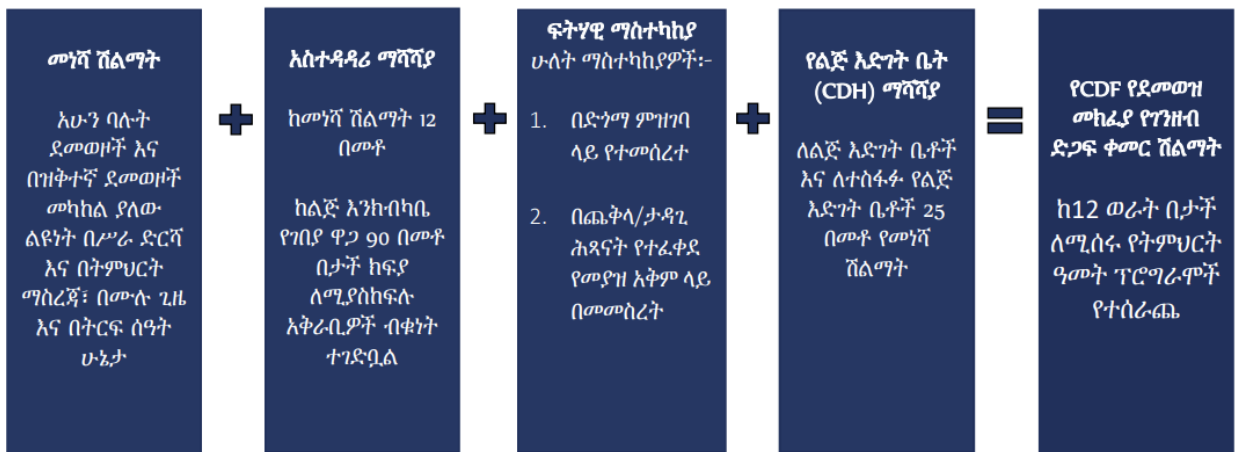 መነሻ ሽልማት
አሁን ባሉት
ደመወዞች እና
በዝቅተኛ ደመወዞች
መካከል ያለው
ልዩነት በሥራ ድርሻ
እና በትምህርት
ማስረጃ፣ በሙሉ ጊዜ
እና በትርፍ ሰዓት
ሁኔታ
+
አስተዳዳሪ ማሻሻያ
ከመነሻ ሽልማት 12
በመቶ
ከልጅ እንክብካቤ
የገበያ ዋጋ 90 በመቶ
በታች ክፍያ
ለሚያስከፍሉ
አቅራቢዎች ብቁነት
ተገድቧል
+
ፍትሃዊ ማስተካከያ
ሁለት ማስተካከያዎች፦
1. በድጎማ ምዝገባ
ላይ የተመሰረተ
2. በጨቅላ/ታዳጊ
ሕጻናት የተፈቀደ
የመያዝ አቅም ላይ
በመመስረት
+
የልጅ እድገት ቤት
(CDH) ማሻሻያ
ለልጅ እድገት ቤቶች
እና ለተስፋፉ የልጅ
እድገት ቤቶች 25
በመቶ የመነሻ
ሽልማት
=
የCDF የደመወዝ
መክፈያ የገንዘብ
ድጋፍ ቀመር ሽልማት
ከ12 ወራት በታች
ለሚሰሩ የትምህርት
ዓመት ፕሮግራሞች
የተሰራጨ